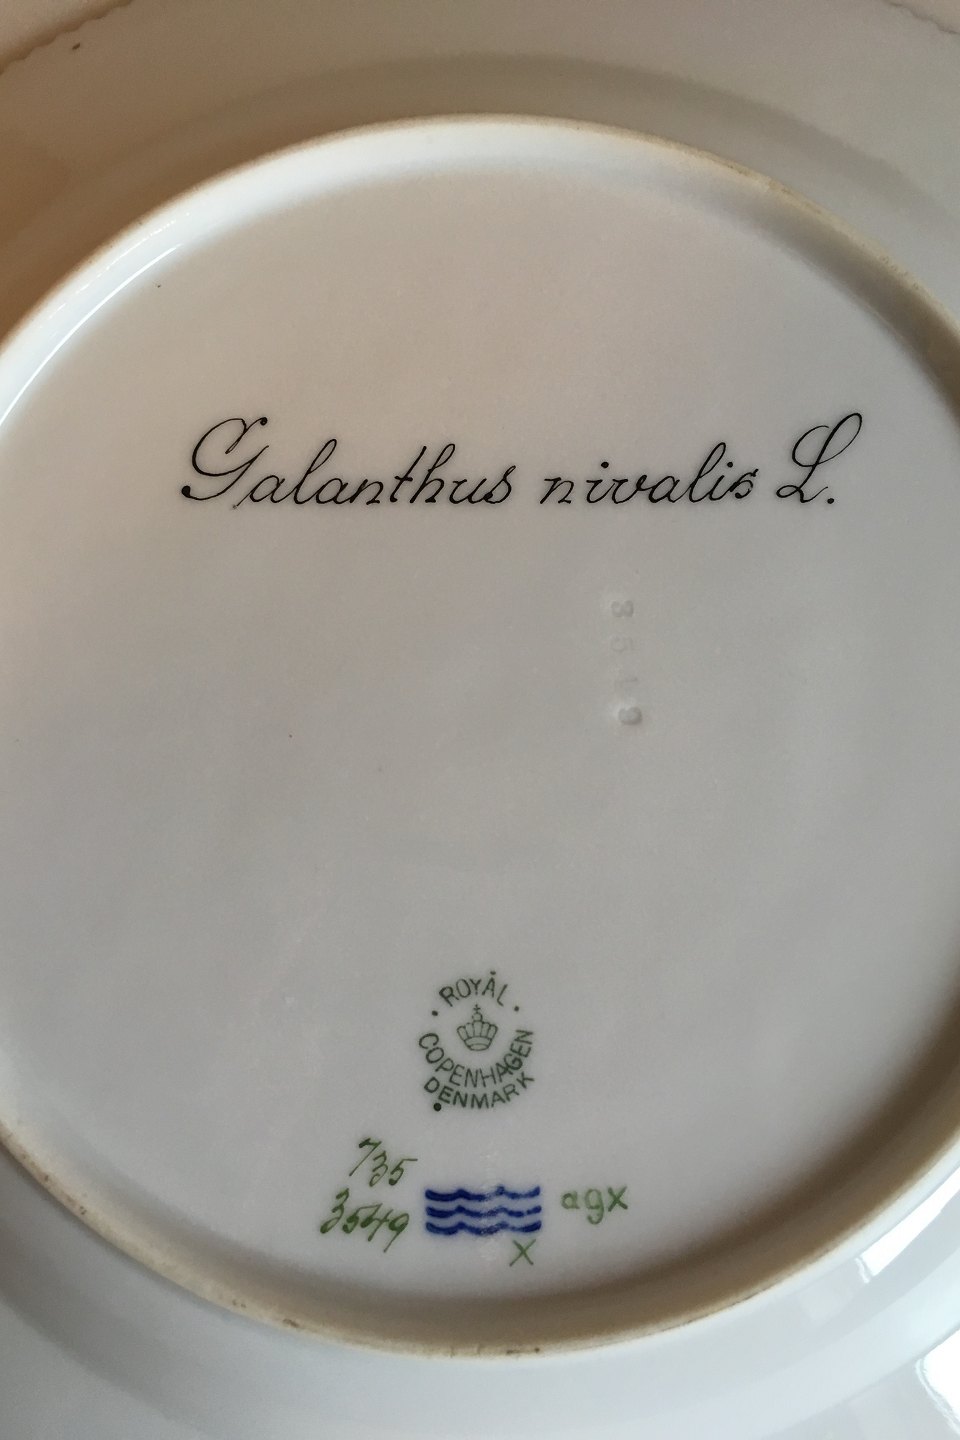 Galanthus nivalis L.
3549
ROYAL
COPENHAGEN
DENMARK
735
3549
agx
X